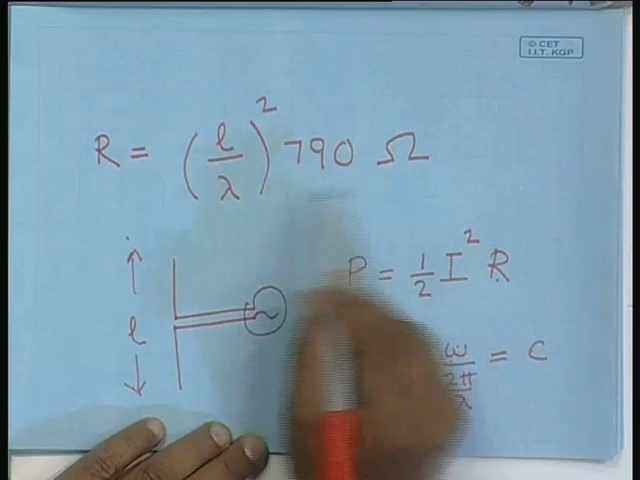 © CET
I.I.T. KGP
R = (l/λ)² 790 Ω
l
P = 1/2 I² R
ω/(2π/λ) = C